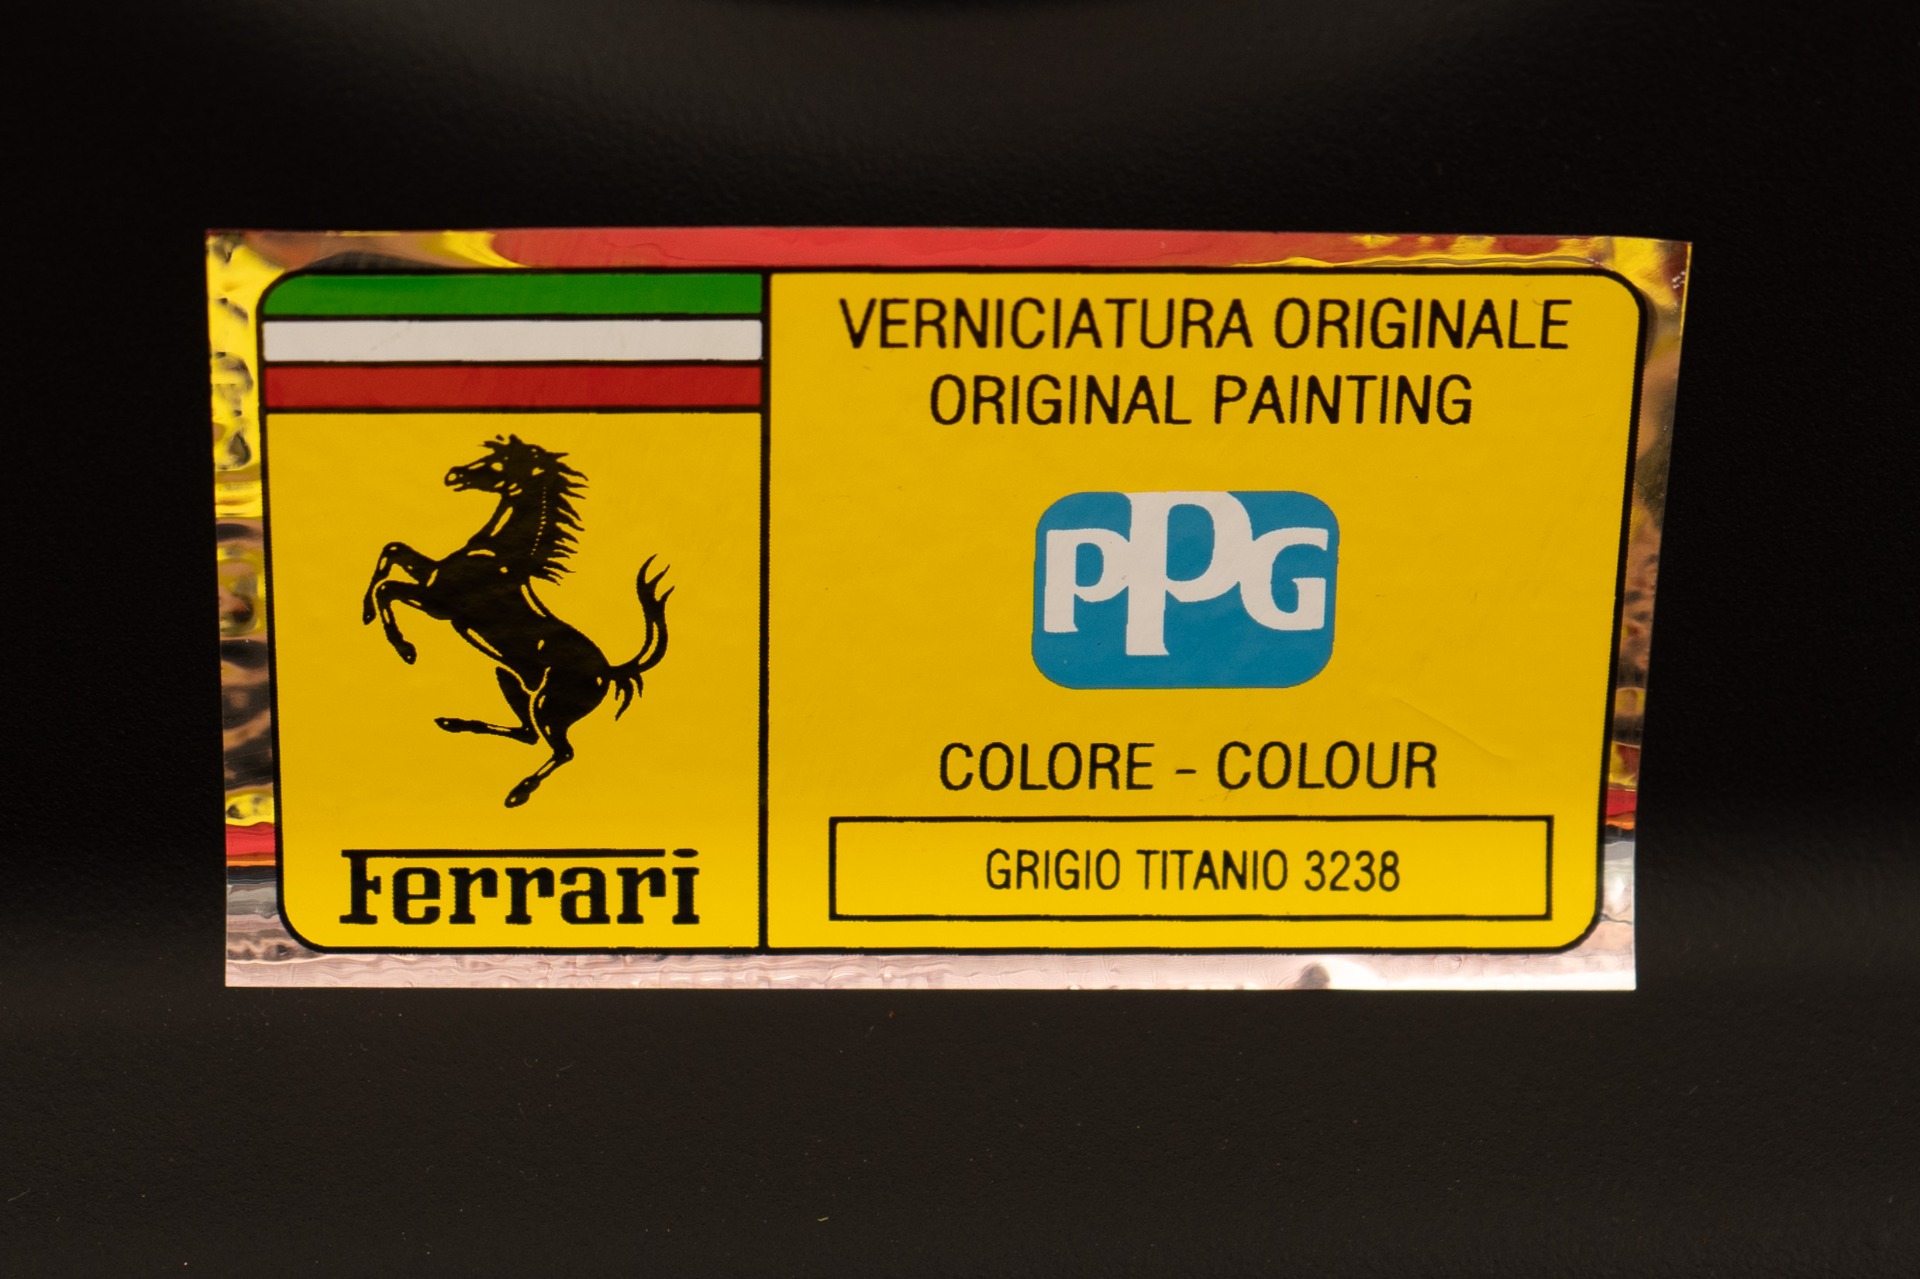 VERNICIATURA ORIGINALE
ORIGINAL PAINTING
PPG
COLORE - COLOUR
GRIGIO TITANIO 3238
Ferrari